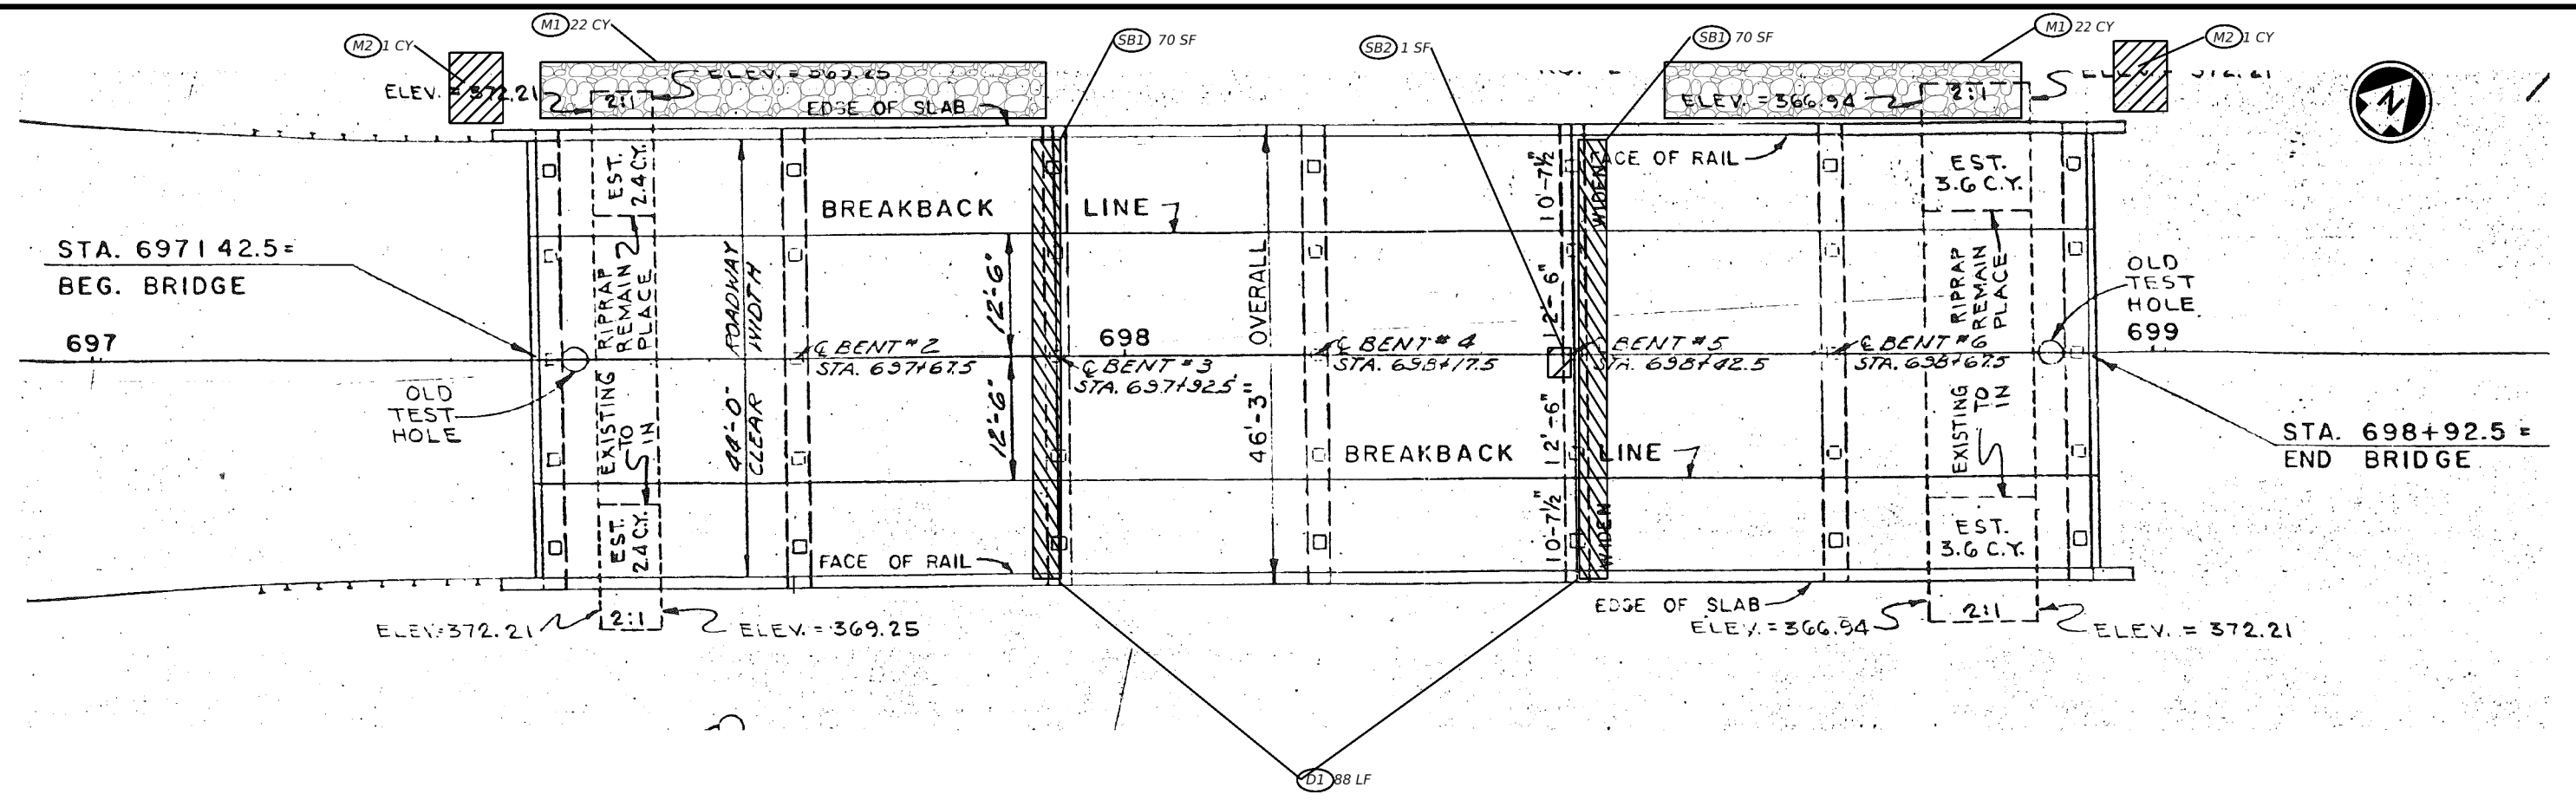 M1 22 CY
M2 1 CY
SB1 70 SF
SB2 1 SF
SB1 70 SF
M1 22 CY
M2 1 CY
ELEV. = 372.21
2:1
ELEV. = 369.25
EDGE OF SLAB
ELEV. = 366.94
2:1
ELEV. = 372.21
N
FACE OF RAIL
EST.
2.4 CY.
EST.
3.6 C.Y.
10'-7½"
WIDEN
BREAKBACK LINE
STA. 697+42.5=
BEG. BRIDGE
EXISTING RIPRAP
TO REMAIN
IN PLACE
44'-0" ROADWAY
CLEAR WIDTH
12'-6"
12'-6"
46'-3" OVERALL
12'-6"
12'-6"
EXISTING RIPRAP
TO REMAIN
IN PLACE
OLD
TEST
HOLE
697
698
699
℄ BENT #2
STA. 697+67.5
℄ BENT #3
STA. 697+92.5=
℄ BENT #4
STA. 698+17.5
BENT #5
STA. 698+42.5
℄ BENT #6
STA. 698+67.5
OLD
TEST
HOLE
BREAKBACK LINE
STA. 698+92.5 =
END BRIDGE
EST.
2.4 CY.
FACE OF RAIL
10'-7½"
WIDEN
EST.
3.6 C.Y.
EDGE OF SLAB
ELEV.=372.21
2:1
ELEV. = 369.25
ELEV. = 366.94
2:1
ELEV. = 372.21
D1 88 LF